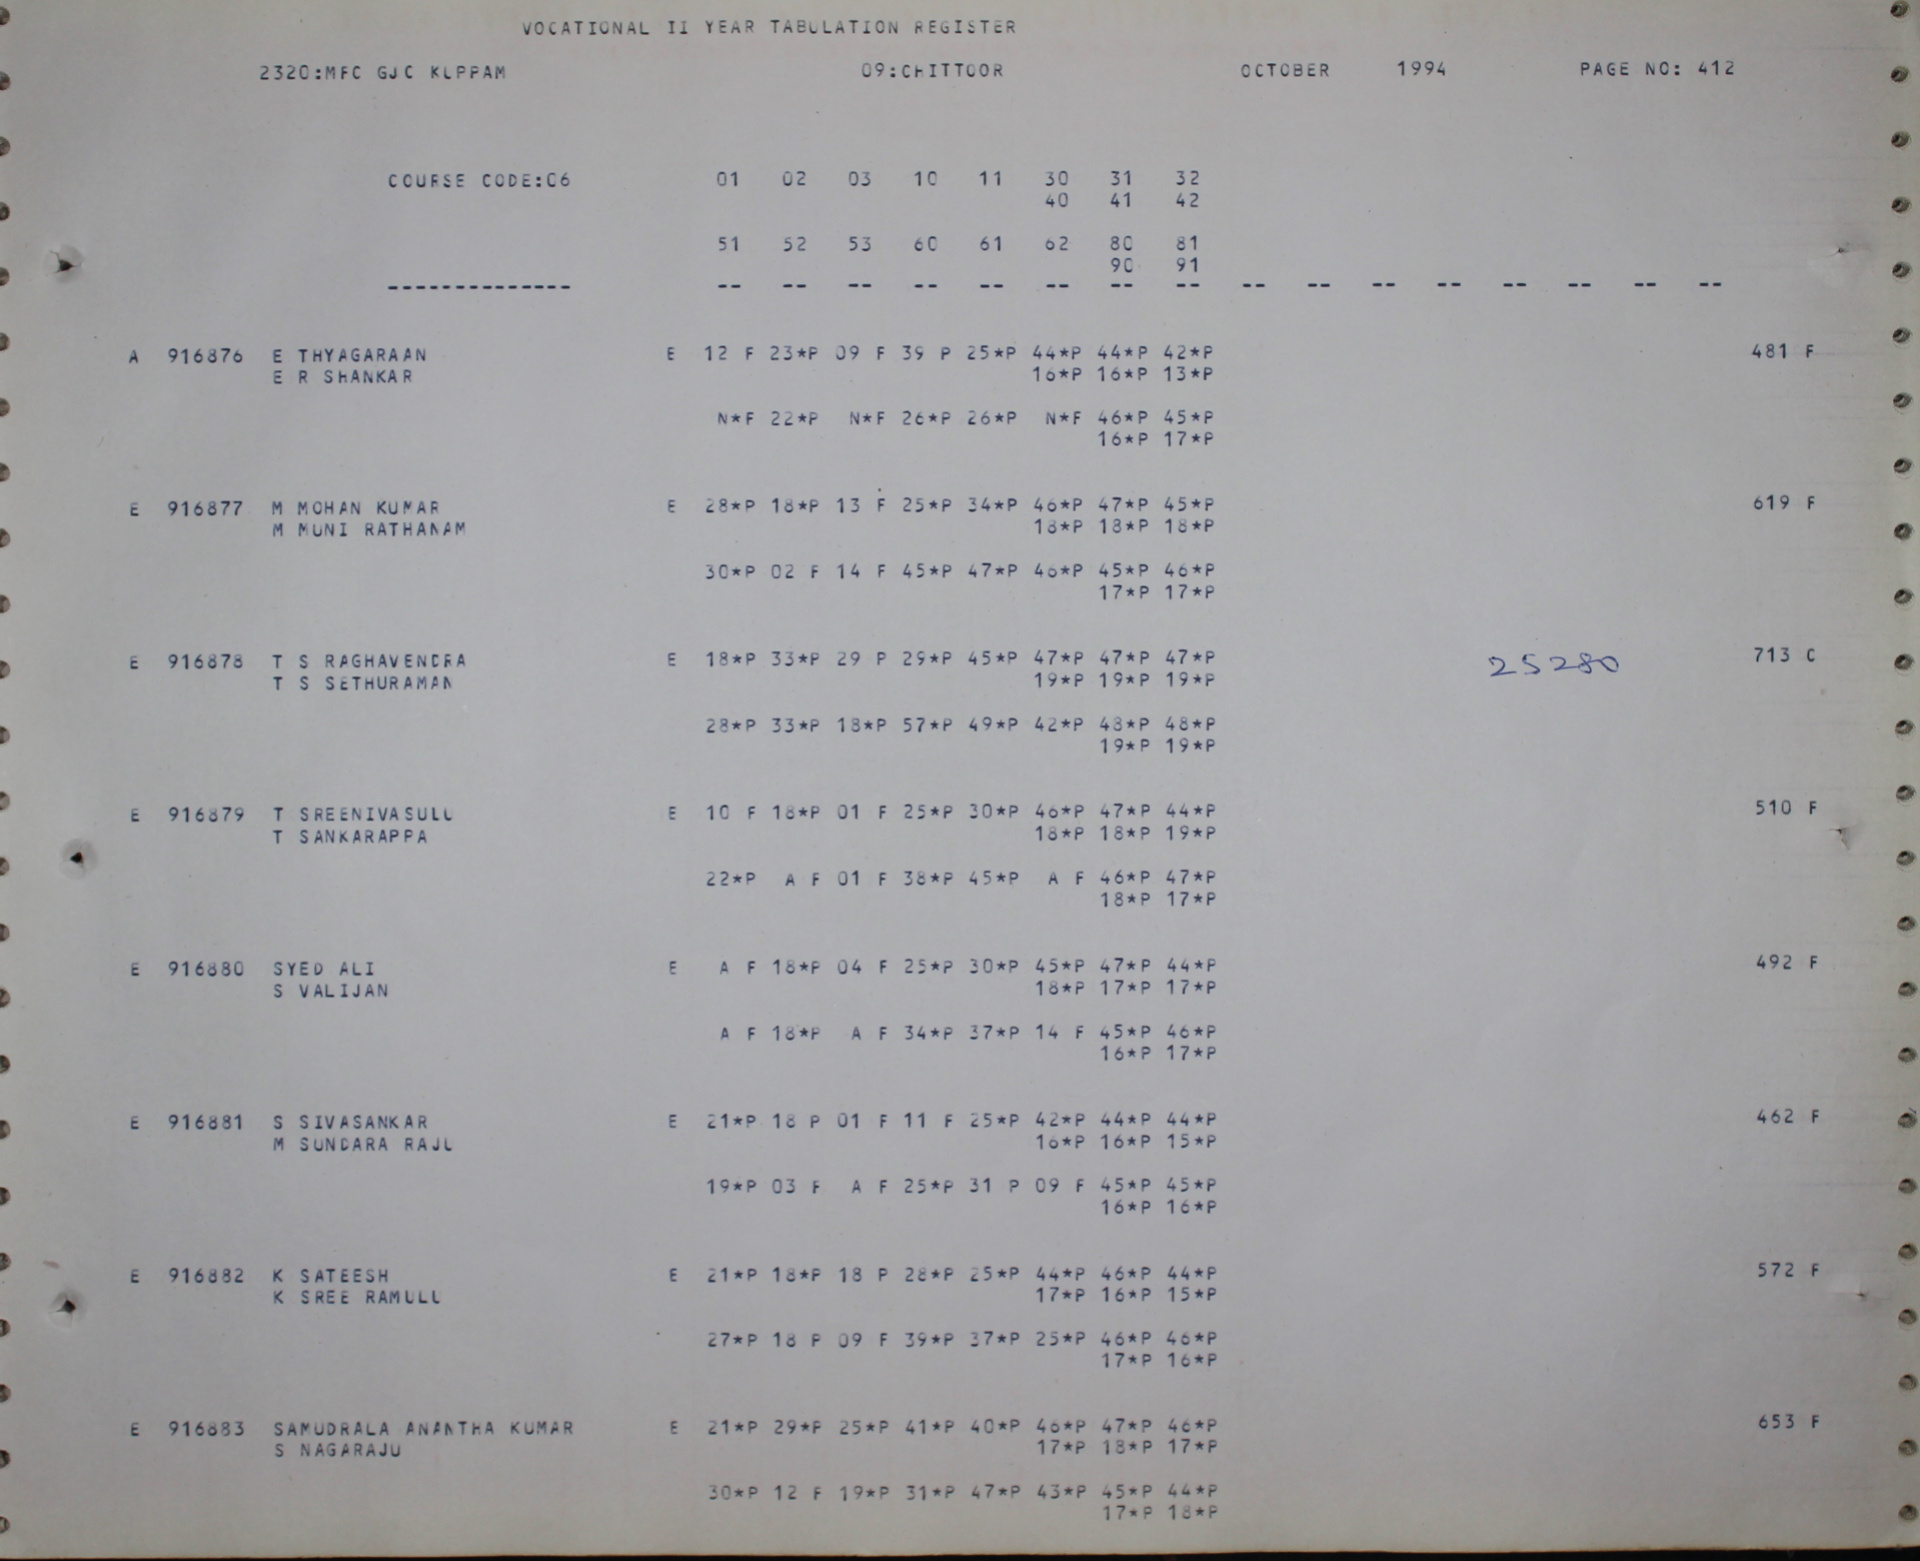 VOCATIONAL II YEAR TABULATION REGISTER
2320:MFC GJC KUPPAM 09:CHITTOOR OCTOBER 1994 PAGE NO: 412
COURSE CODE:C6 01 02 03 10 11 30 31 32
40 41 42
51 52 53 60 61 62 80 81
90 91
-------------- -- -- -- -- -- -- -- -- -- -- -- -- -- -- -- --
A 916876 E THYAGARAAN E 12 F 23*P 09 F 39 P 25*P 44*P 44*P 42*P 481 F
E R SHANKAR 16*P 16*P 13*P
N*F 22*P N*F 26*P 26*P N*F 46*P 45*P
16*P 17*P
E 916877 M MOHAN KUMAR E 28*P 18*P 13 F 25*P 34*P 46*P 47*P 45*P 619 F
M MUNI RATHANAM 18*P 18*P 18*P
30*P 02 F 14 F 45*P 47*P 46*P 45*P 46*P
17*P 17*P
E 916878 T S RAGHAVENDRA E 18*P 33*P 29 P 29*P 45*P 47*P 47*P 47*P 25280 713 C
T S SETHURAMAN 19*P 19*P 19*P
28*P 33*P 18*P 57*P 49*P 42*P 48*P 48*P
19*P 19*P
E 916879 T SREENIVASULU E 10 F 18*P 01 F 25*P 30*P 46*P 47*P 44*P 510 F
T SANKARAPPA 18*P 18*P 19*P
22*P A F 01 F 38*P 45*P A F 46*P 47*P
18*P 17*P
E 916880 SYED ALI E A F 18*P 04 F 25*P 30*P 45*P 47*P 44*P 492 F
S VALIJAN 18*P 17*P 17*P
A F 18*P A F 34*P 37*P 14 F 45*P 46*P
16*P 17*P
E 916881 S SIVASANKAR E 21*P 18 P 01 F 11 F 25*P 42*P 44*P 44*P 462 F
M SUNDARA RAJU 16*P 16*P 15*P
19*P 03 F A F 25*P 31 P 09 F 45*P 45*P
16*P 16*P
E 916882 K SATEESH E 21*P 18*P 18 P 28*P 25*P 44*P 46*P 44*P 572 F
K SREE RAMULU 17*P 16*P 15*P
27*P 18 P 09 F 39*P 37*P 25*P 46*P 46*P
17*P 16*P
E 916883 SAMUDRALA ANANTHA KUMAR E 21*P 29*P 25*P 41*P 40*P 46*P 47*P 46*P 653 F
S NAGARAJU 17*P 18*P 17*P
30*P 12 F 19*P 31*P 47*P 43*P 45*P 44*P
17*P 18*P